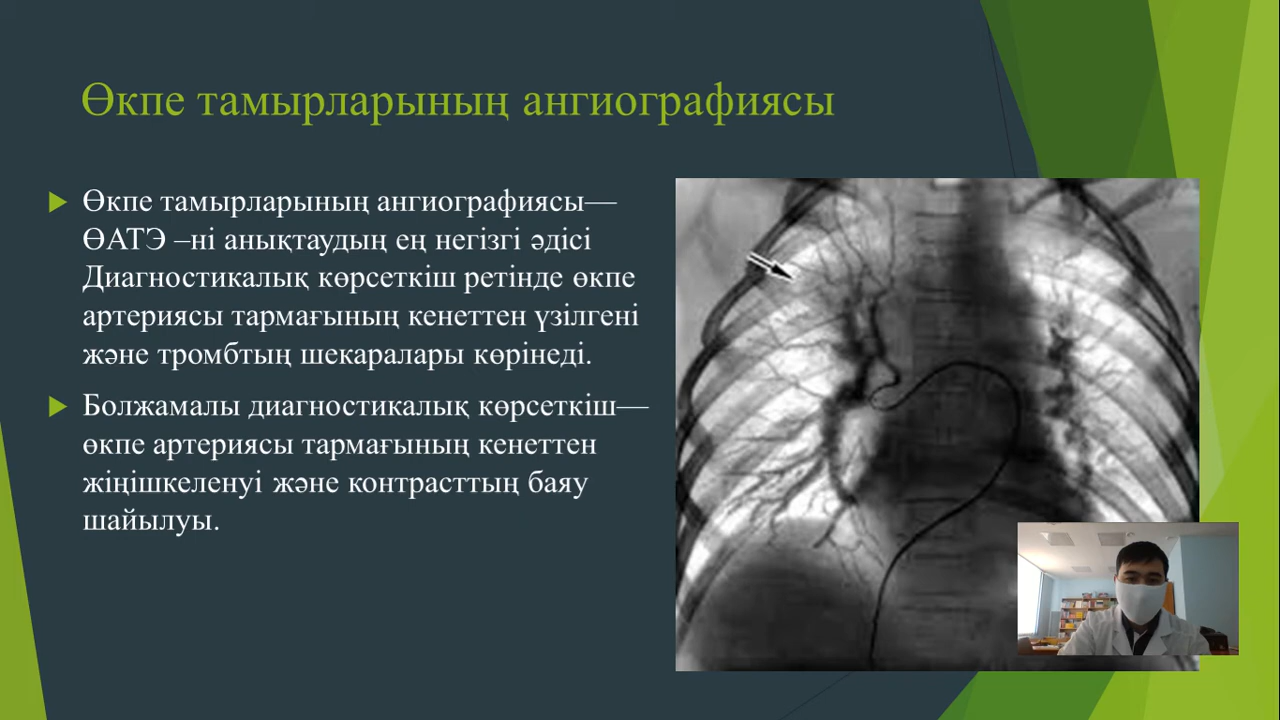 Өкпе тамырларының ангиографиясы
Өкпе тамырларының ангиографиясы—
ӨАТЭ –ні анықтаудың ең негізгі әдісі
Диагностикалық көрсеткіш ретінде өкпе
артериясы тармағының кенеттен үзілгені
және тромбтың шекаралары көрінеді.
Болжамалы диагностикалық көрсеткіш—
өкпе артериясы тармағының кенеттен
жіңішкеленуі және контрасттың баяу
шайылуы.